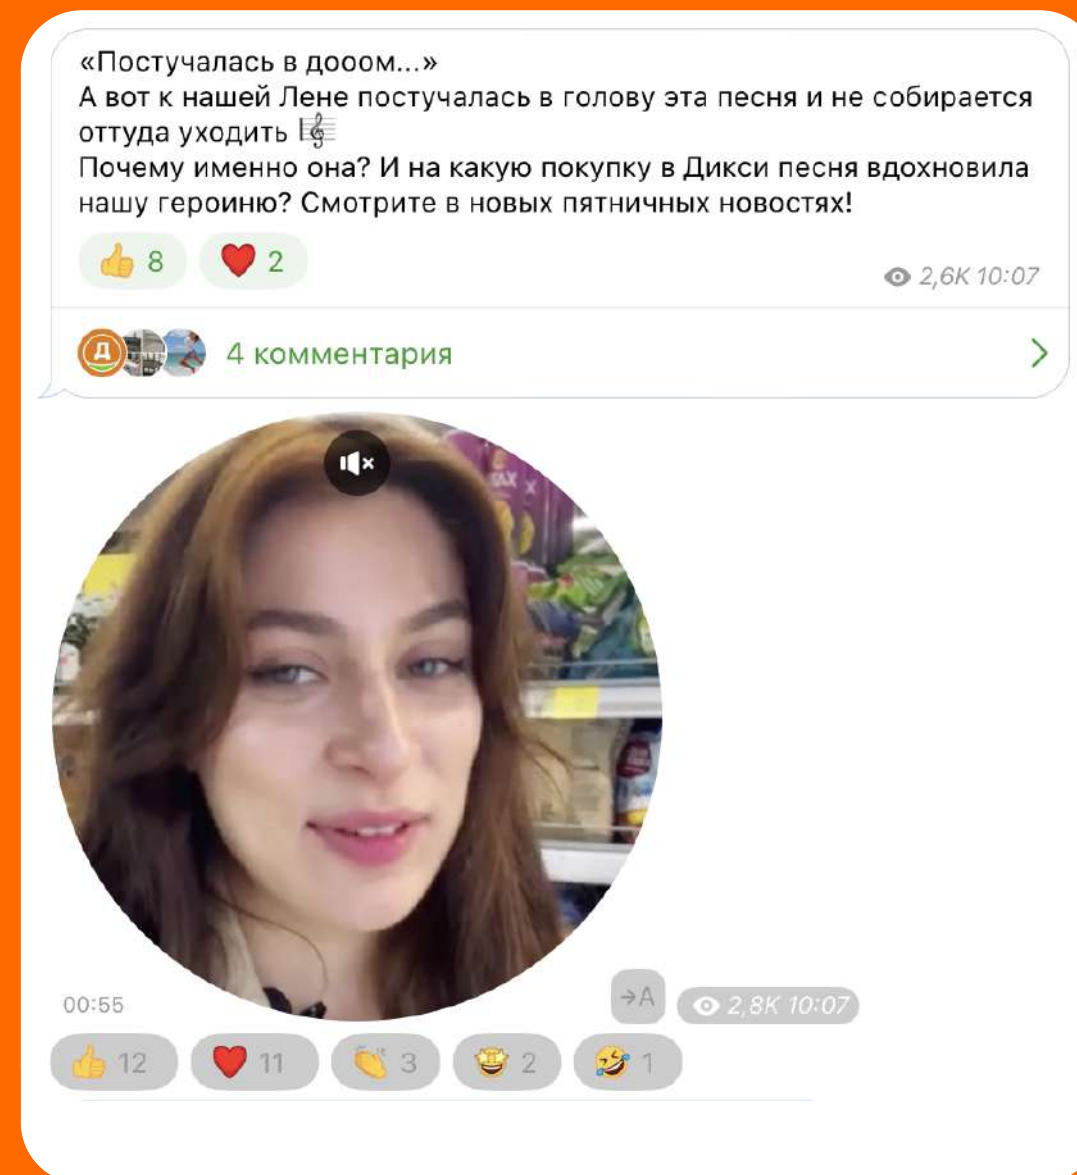 «Постучалась в дооом...»
А вот к нашей Лене постучалась в голову эта песня и не собирается
оттуда уходить 🎼
Почему именно она? И на какую покупку в Дикси песня вдохновила
нашу героиню? Смотрите в новых пятничных новостях!
👍 8 ❤️ 2
2,6K 10:07
Д
4 комментария
00:55
→A
2,8K 10:07
👍 12 ❤️ 11 👏 3 🤩 2 🤣 1